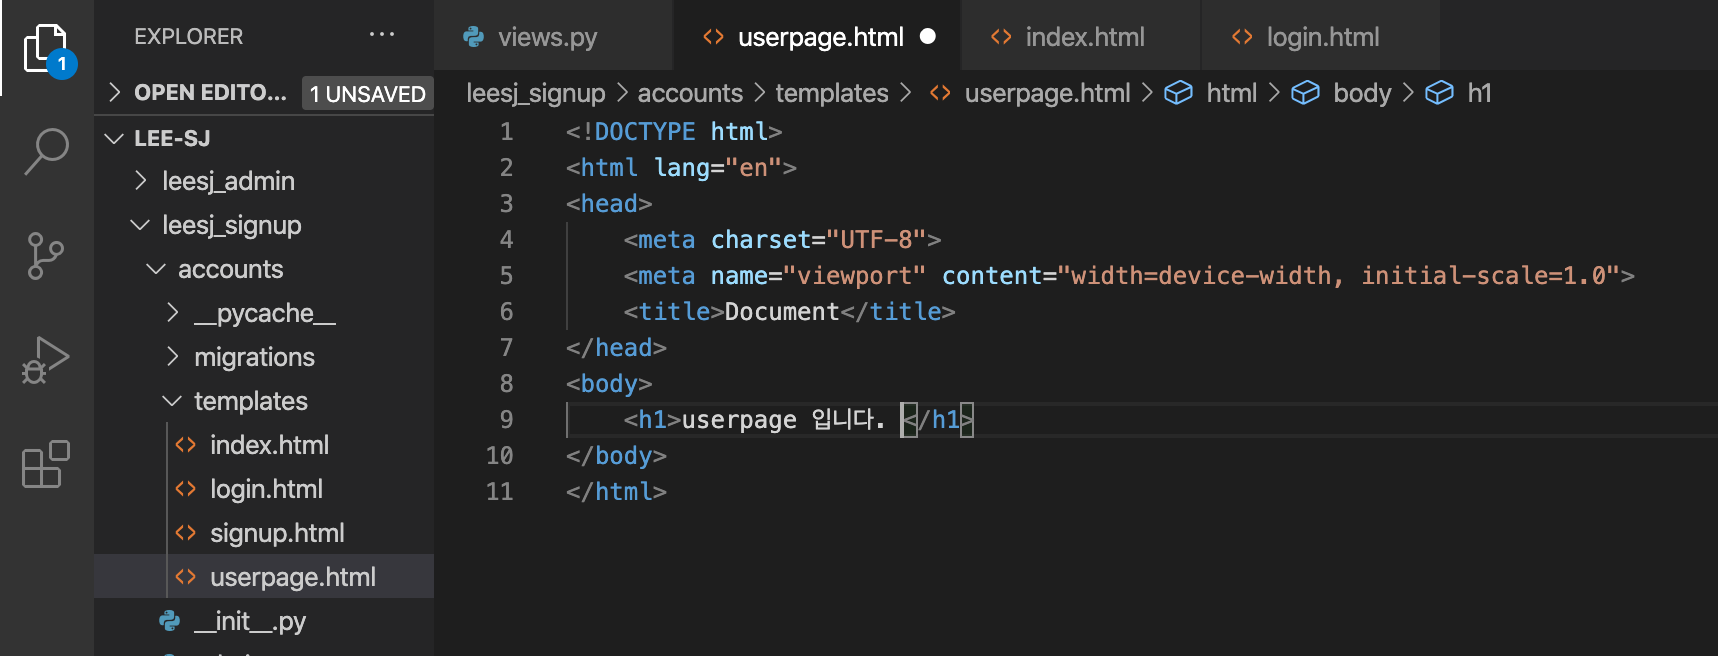 EXPLORER ...
1
OPEN EDITO... 1 UNSAVED
LEE-SJ
leesj_admin
leesj_signup
accounts
__pycache__
migrations
templates
index.html
login.html
signup.html
userpage.html
__init__.py
views.py
userpage.html
index.html
login.html
leesj_signup > accounts > templates > <> userpage.html > html > body > h1
1 <!DOCTYPE html>
2 <html lang="en">
3 <head>
4 <meta charset="UTF-8">
5 <meta name="viewport" content="width=device-width, initial-scale=1.0">
6 <title>Document</title>
7 </head>
8 <body>
9 <h1>userpage 입니다. </h1>
10 </body>
11 </html>